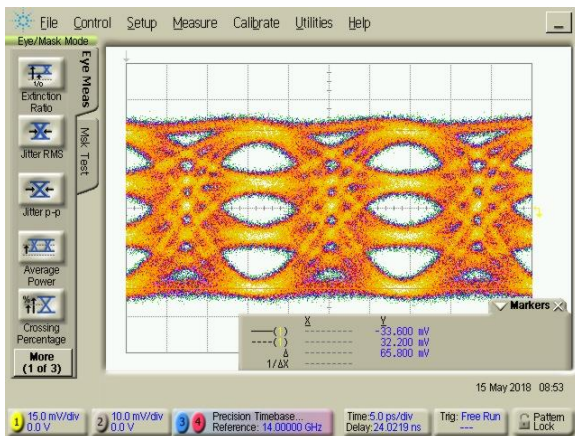 File Control Setup Measure Calibrate Utilities Help
Eye/Mask Mode
Eye Meas
Msk Test
Extinction
Ratio
Jitter RMS
Jitter p-p
Average
Power
Crossing
Percentage
More
(1 of 3)
Markers
X Y
-33.600 mV
32.200 mV
Δ 65.800 mV
1/ΔX
15 May 2018 08:53
1 15.0 mV/div
0.0 V
2 10.0 mV/div
0.0 V
3 4 Precision Timebase...
Reference: 14.00000 GHz
Time:5.0 ps/div
Delay:24.0219 ns
Trig: Free Run
---
Pattern
Lock